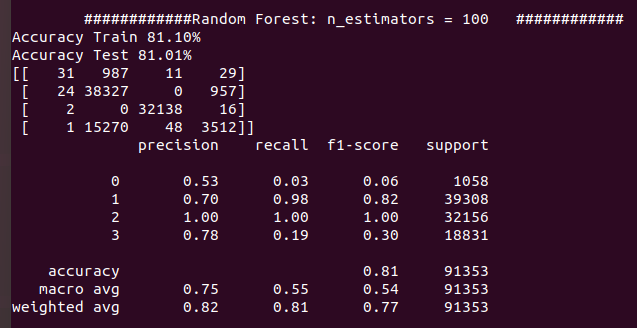 ############Random Forest: n_estimators = 100   ############
Accuracy Train 81.10%
Accuracy Test 81.01%
[[   31   987    11    29]
 [   24 38327     0   957]
 [    2     0 32138    16]
 [    1 15270    48  3512]]
              precision    recall  f1-score   support

           0       0.53      0.03      0.06      1058
           1       0.70      0.98      0.82     39308
           2       1.00      1.00      1.00     32156
           3       0.78      0.19      0.30     18831

    accuracy                           0.81     91353
   macro avg       0.75      0.55      0.54     91353
weighted avg       0.82      0.81      0.77     91353